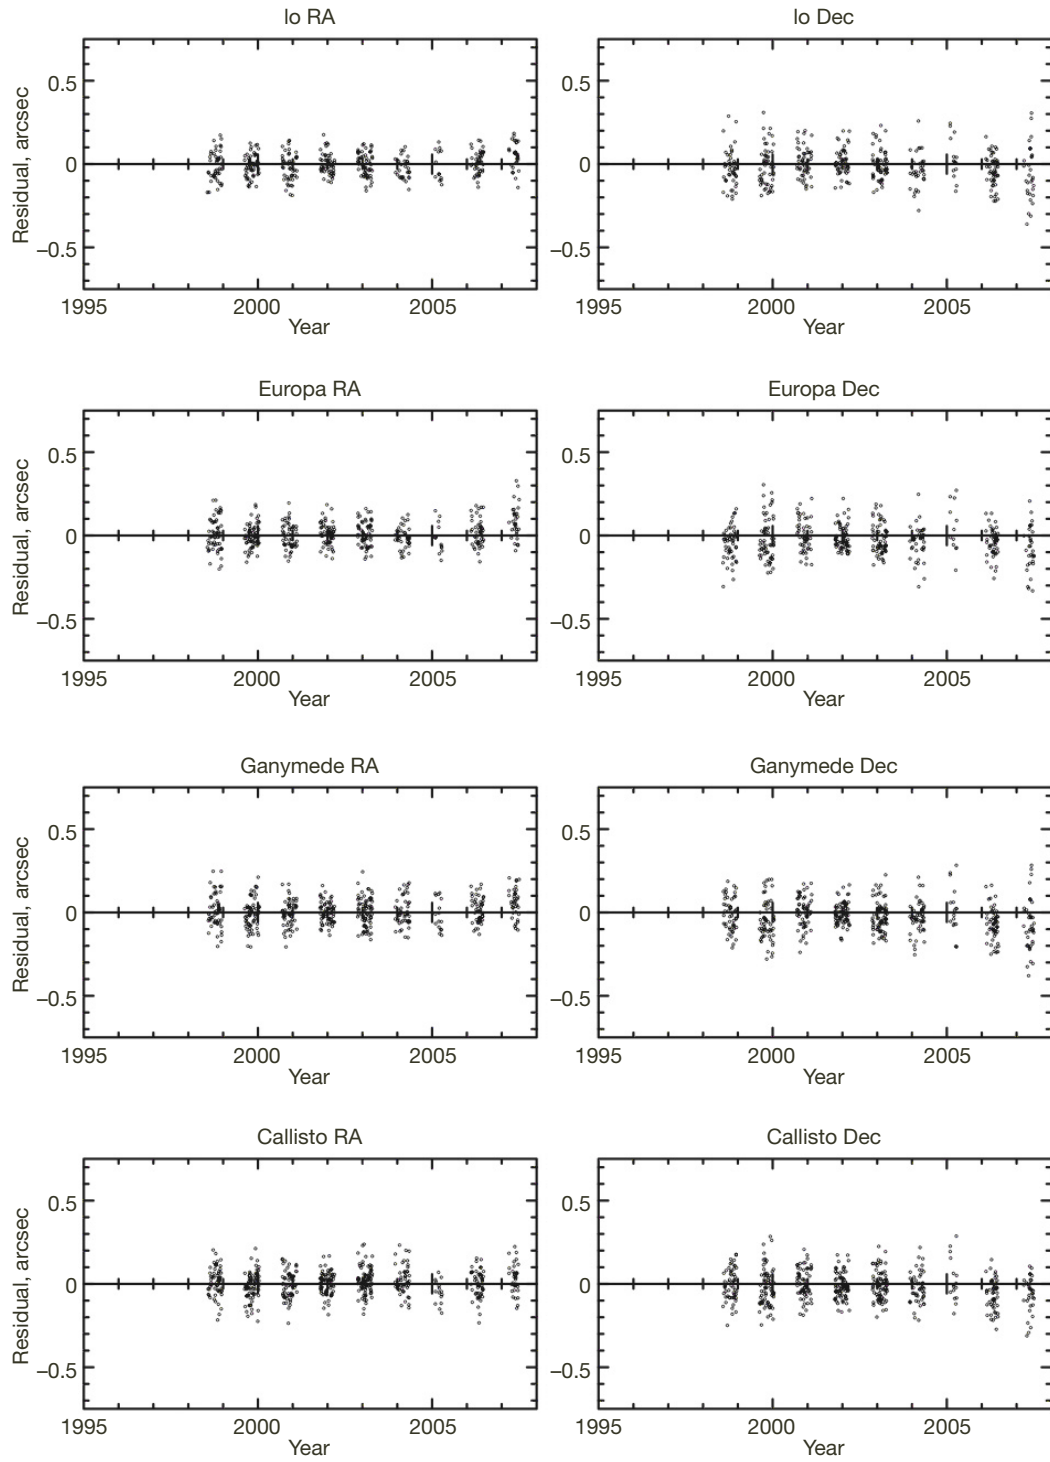 Io RA
Io Dec
Residual, arcsec
0.5
0
–0.5
1995
2000
2005
Year
0.5
0
–0.5
1995
2000
2005
Year
Europa RA
Europa Dec
Residual, arcsec
0.5
0
–0.5
1995
2000
2005
Year
0.5
0
–0.5
1995
2000
2005
Year
Ganymede RA
Ganymede Dec
Residual, arcsec
0.5
0
–0.5
1995
2000
2005
Year
0.5
0
–0.5
1995
2000
2005
Year
Callisto RA
Callisto Dec
Residual, arcsec
0.5
0
–0.5
1995
2000
2005
Year
0.5
0
–0.5
1995
2000
2005
Year